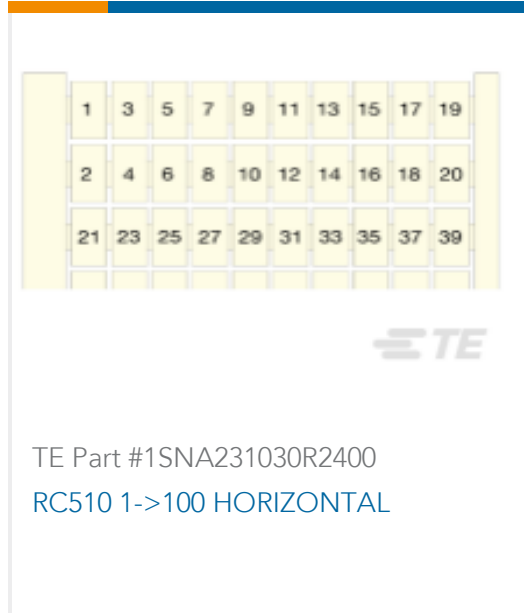 1 3 5 7 9 11 13 15 17 19
2 4 6 8 10 12 14 16 18 20
21 23 25 27 29 31 33 35 37 39
TE
TE Part #1SNA231030R2400
RC510 1->100 HORIZONTAL